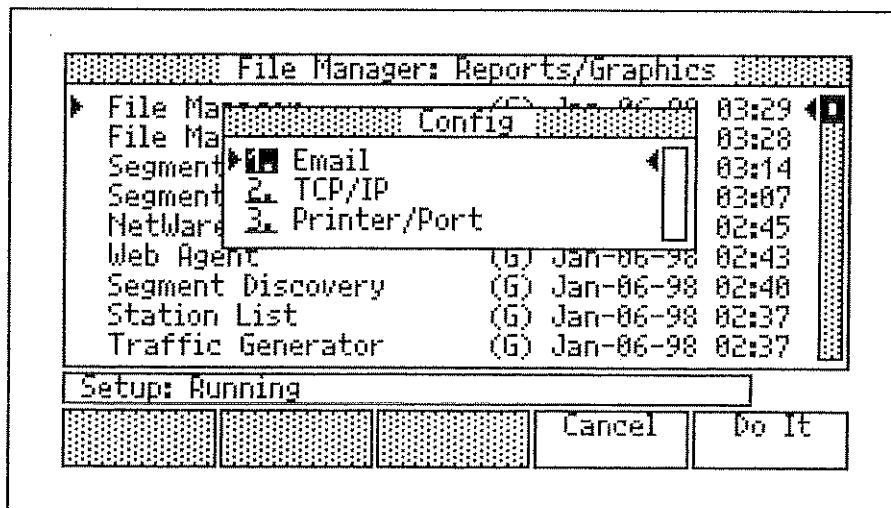 File Manager: Reports/Graphics
File Ma 03:29
Config
File Ma 03:28
1. Email
Segment 03:14
2. TCP/IP
Segment 03:07
3. Printer/Port
NetWare 02:45
Web Agent (G) Jan-06-98 02:43
Segment Discovery (G) Jan-06-98 02:40
Station List (G) Jan-06-98 02:37
Traffic Generator (G) Jan-06-98 02:37
Setup: Running
Cancel Do It